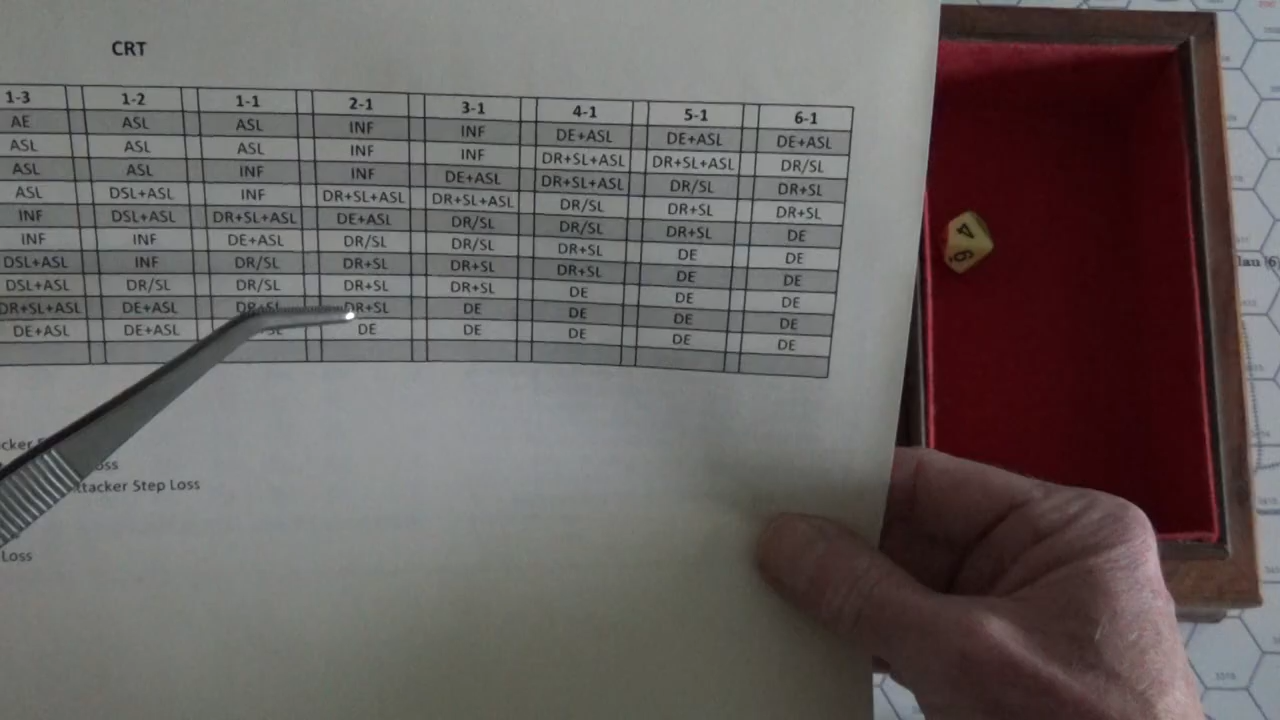 CRT
1-3 1-2 1-1 2-1 3-1 4-1 5-1 6-1
AE ASL ASL INF INF DE+ASL DE+ASL DE+ASL
ASL ASL ASL INF INF DR+SL+ASL DR+SL+ASL DR/SL
ASL ASL INF INF DE+ASL DR+SL+ASL DR/SL DR+SL
ASL DSL+ASL INF DR+SL+ASL DR+SL+ASL DR/SL DR+SL DR+SL
INF DSL+ASL DR+SL+ASL DE+ASL DR/SL DR/SL DR+SL DE
INF INF DE+ASL DR/SL DR/SL DR+SL DE DE
DSL+ASL INF DR/SL DR+SL DR+SL DR+SL DE DE
DSL+ASL DR/SL DR/SL DR+SL DR+SL DE DE DE
DR+SL+ASL DE+ASL DR+SL DR+SL DE DE DE DE
DE+ASL DE+ASL DE DE DE DE DE
ttacker Step Loss
Loss
4
6